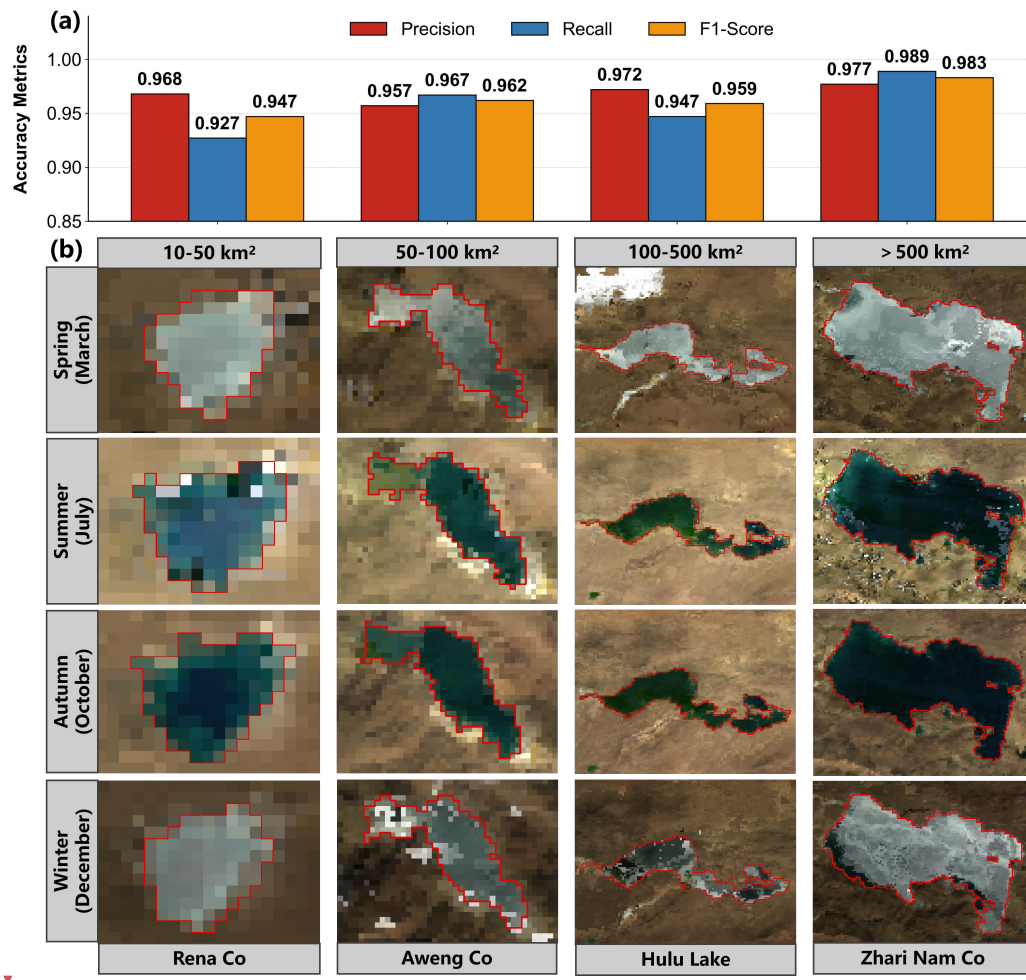 (a)
Precision
Recall
F1-Score
Accuracy Metrics
1.00
0.95
0.90
0.85
0.968
0.927
0.947
0.957
0.967
0.962
0.972
0.947
0.959
0.977
0.989
0.983
(b)
10-50 km²
50-100 km²
100-500 km²
> 500 km²
Spring
(March)
Summer
(July)
Autumn
(October)
Winter
(December)
Rena Co
Aweng Co
Hulu Lake
Zhari Nam Co